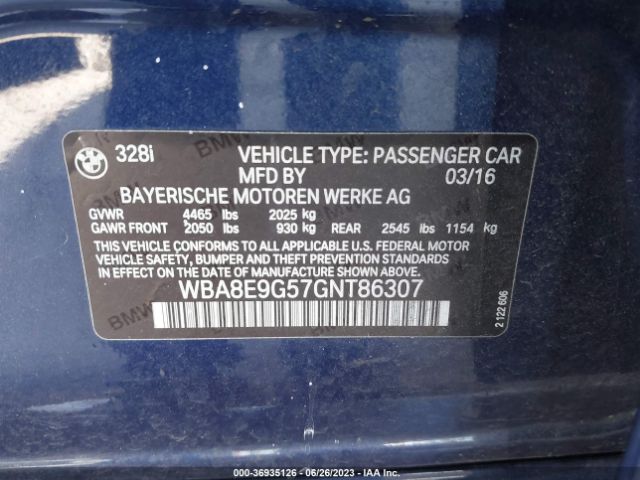 328i VEHICLE TYPE: PASSENGER CAR
MFD BY 03/16
BAYERISCHE MOTOREN WERKE AG
GVWR 4465 lbs 2025 kg
GAWR FRONT 2050 lbs 930 kg REAR 2545 lbs 1154 kg
THIS VEHICLE CONFORMS TO ALL APPLICABLE U.S. FEDERAL MOTOR
VEHICLE SAFETY, BUMPER AND THEFT PREVENTION STANDARDS
IN EFFECT ON THE DATE OF MANUFACTURE SHOWN ABOVE.
WBA8E9G57GNT86307
2 122 606
000-36935126 - 06/26/2023 - IAA Inc.